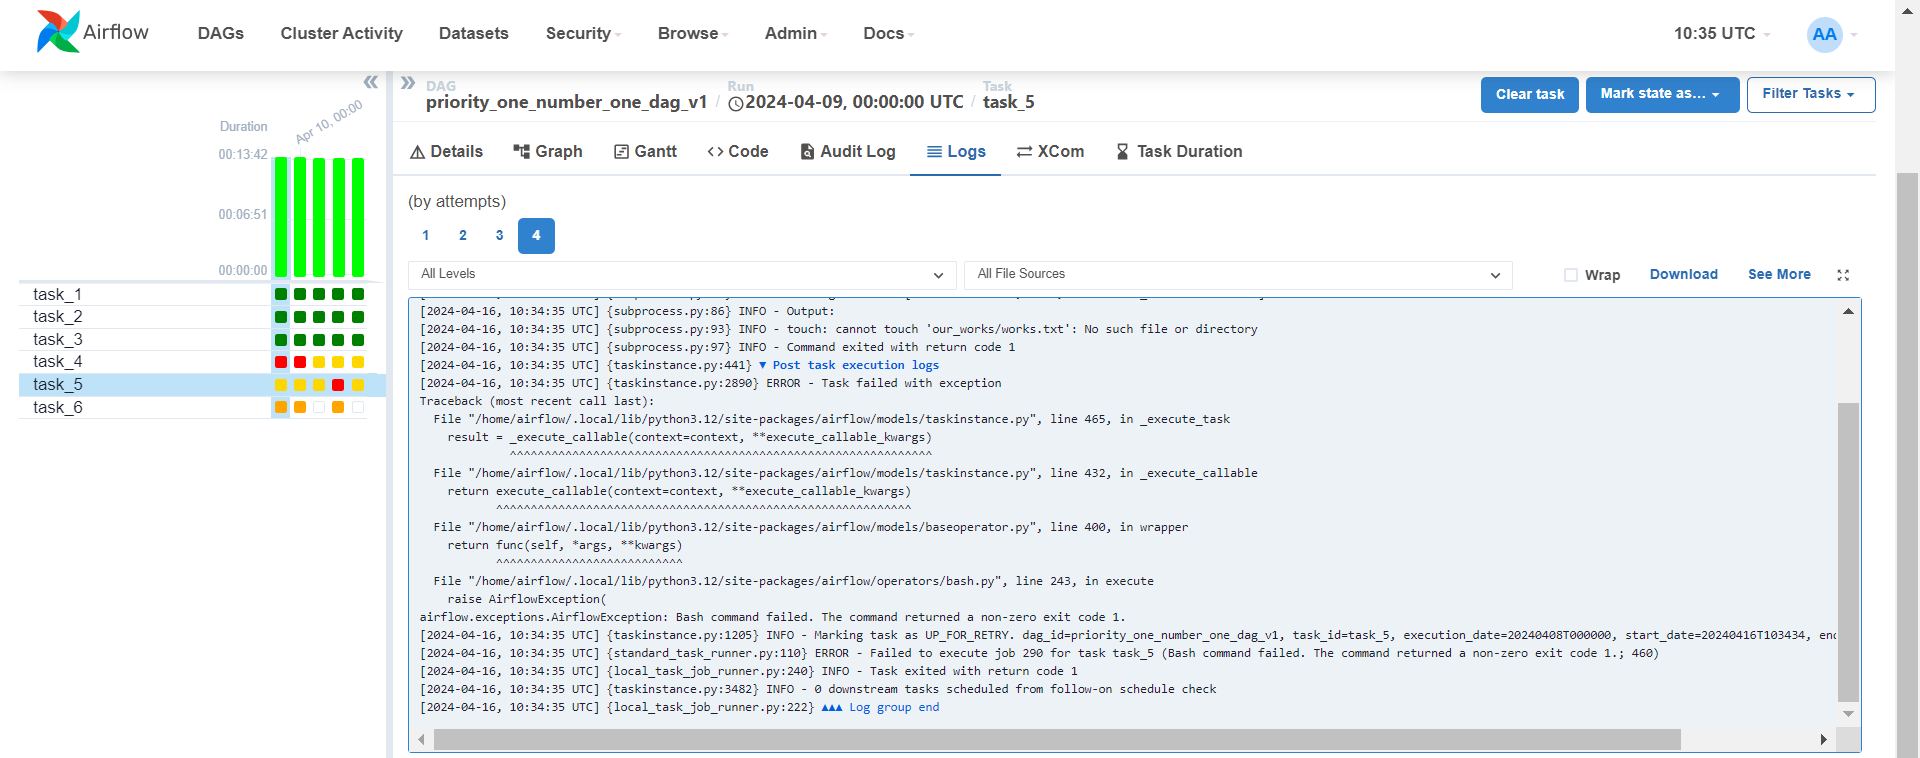 Airflow
DAGs
Cluster Activity
Datasets
Security
Browse
Admin
Docs
10:35 UTC
AA
Duration
Apr 10, 00:00
00:13:42
00:06:51
00:00:00
task_1
task_2
task_3
task_4
task_5
task_6
DAG
priority_one_number_one_dag_v1
/
Run
2024-04-09, 00:00:00 UTC
/
Task
task_5
Clear task
Mark state as...
Filter Tasks
Details
Graph
Gantt
Code
Audit Log
Logs
XCom
Task Duration
(by attempts)
1 2 3 4
All Levels
All File Sources
Wrap
Download
See More
[2024-04-16, 10:34:35 UTC] {subprocess.py:86} INFO - Output:
[2024-04-16, 10:34:35 UTC] {subprocess.py:93} INFO - touch: cannot touch 'our_works/works.txt': No such file or directory
[2024-04-16, 10:34:35 UTC] {subprocess.py:97} INFO - Command exited with return code 1
[2024-04-16, 10:34:35 UTC] {taskinstance.py:441} ▼ Post task execution logs
[2024-04-16, 10:34:35 UTC] {taskinstance.py:2890} ERROR - Task failed with exception
Traceback (most recent call last):
File "/home/airflow/.local/lib/python3.12/site-packages/airflow/models/taskinstance.py", line 465, in _execute_task
result = _execute_callable(context=context, **execute_callable_kwargs)
^^^^^^^^^^^^^^^^^^^^^^^^^^^^^^^^^^^^^^^^^^^^^^^^^^^^^^^^^^^^^
File "/home/airflow/.local/lib/python3.12/site-packages/airflow/models/taskinstance.py", line 432, in _execute_callable
return execute_callable(context=context, **execute_callable_kwargs)
^^^^^^^^^^^^^^^^^^^^^^^^^^^^^^^^^^^^^^^^^^^^^^^^^^^^^^^^^^^^
File "/home/airflow/.local/lib/python3.12/site-packages/airflow/models/baseoperator.py", line 400, in wrapper
return func(self, *args, **kwargs)
^^^^^^^^^^^^^^^^^^^^^^^^^^^
File "/home/airflow/.local/lib/python3.12/site-packages/airflow/operators/bash.py", line 243, in execute
raise AirflowException(
airflow.exceptions.AirflowException: Bash command failed. The command returned a non-zero exit code 1.
[2024-04-16, 10:34:35 UTC] {taskinstance.py:1205} INFO - Marking task as UP_FOR_RETRY. dag_id=priority_one_number_one_dag_v1, task_id=task_5, execution_date=20240408T000000, start_date=20240416T103434,
[2024-04-16, 10:34:35 UTC] {standard_task_runner.py:110} ERROR - Failed to execute job 290 for task task_5 (Bash command failed. The command returned a non-zero exit code 1.; 460)
[2024-04-16, 10:34:35 UTC] {local_task_job_runner.py:240} INFO - Task exited with return code 1
[2024-04-16, 10:34:35 UTC] {taskinstance.py:3482} INFO - 0 downstream tasks scheduled from follow-on schedule check
[2024-04-16, 10:34:35 UTC] {local_task_job_runner.py:222} ▲▲▲ Log group end